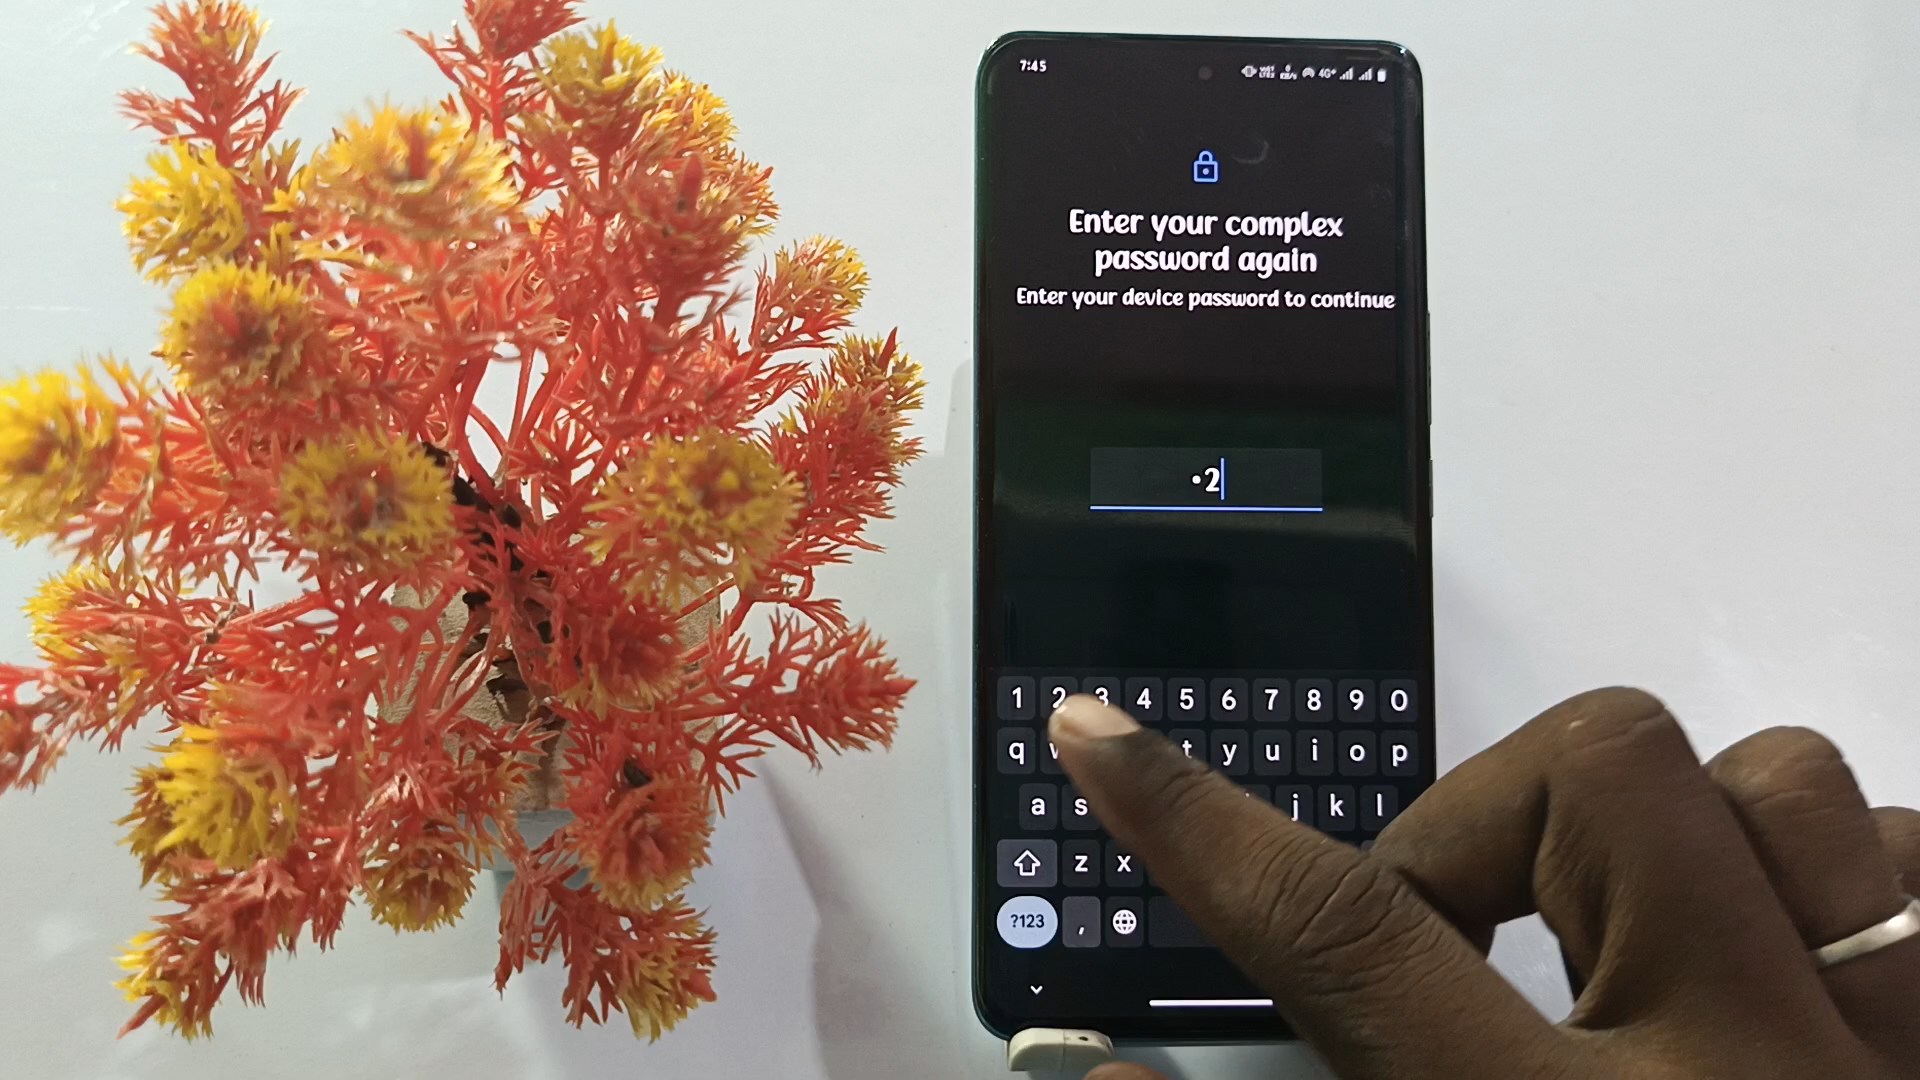 7:45
4G+
Enter your complex
password again
Enter your device password to continue
•2
1 2 3 4 5 6 7 8 9 0
q t y u i o p
a s j k l
z x
?123 ,